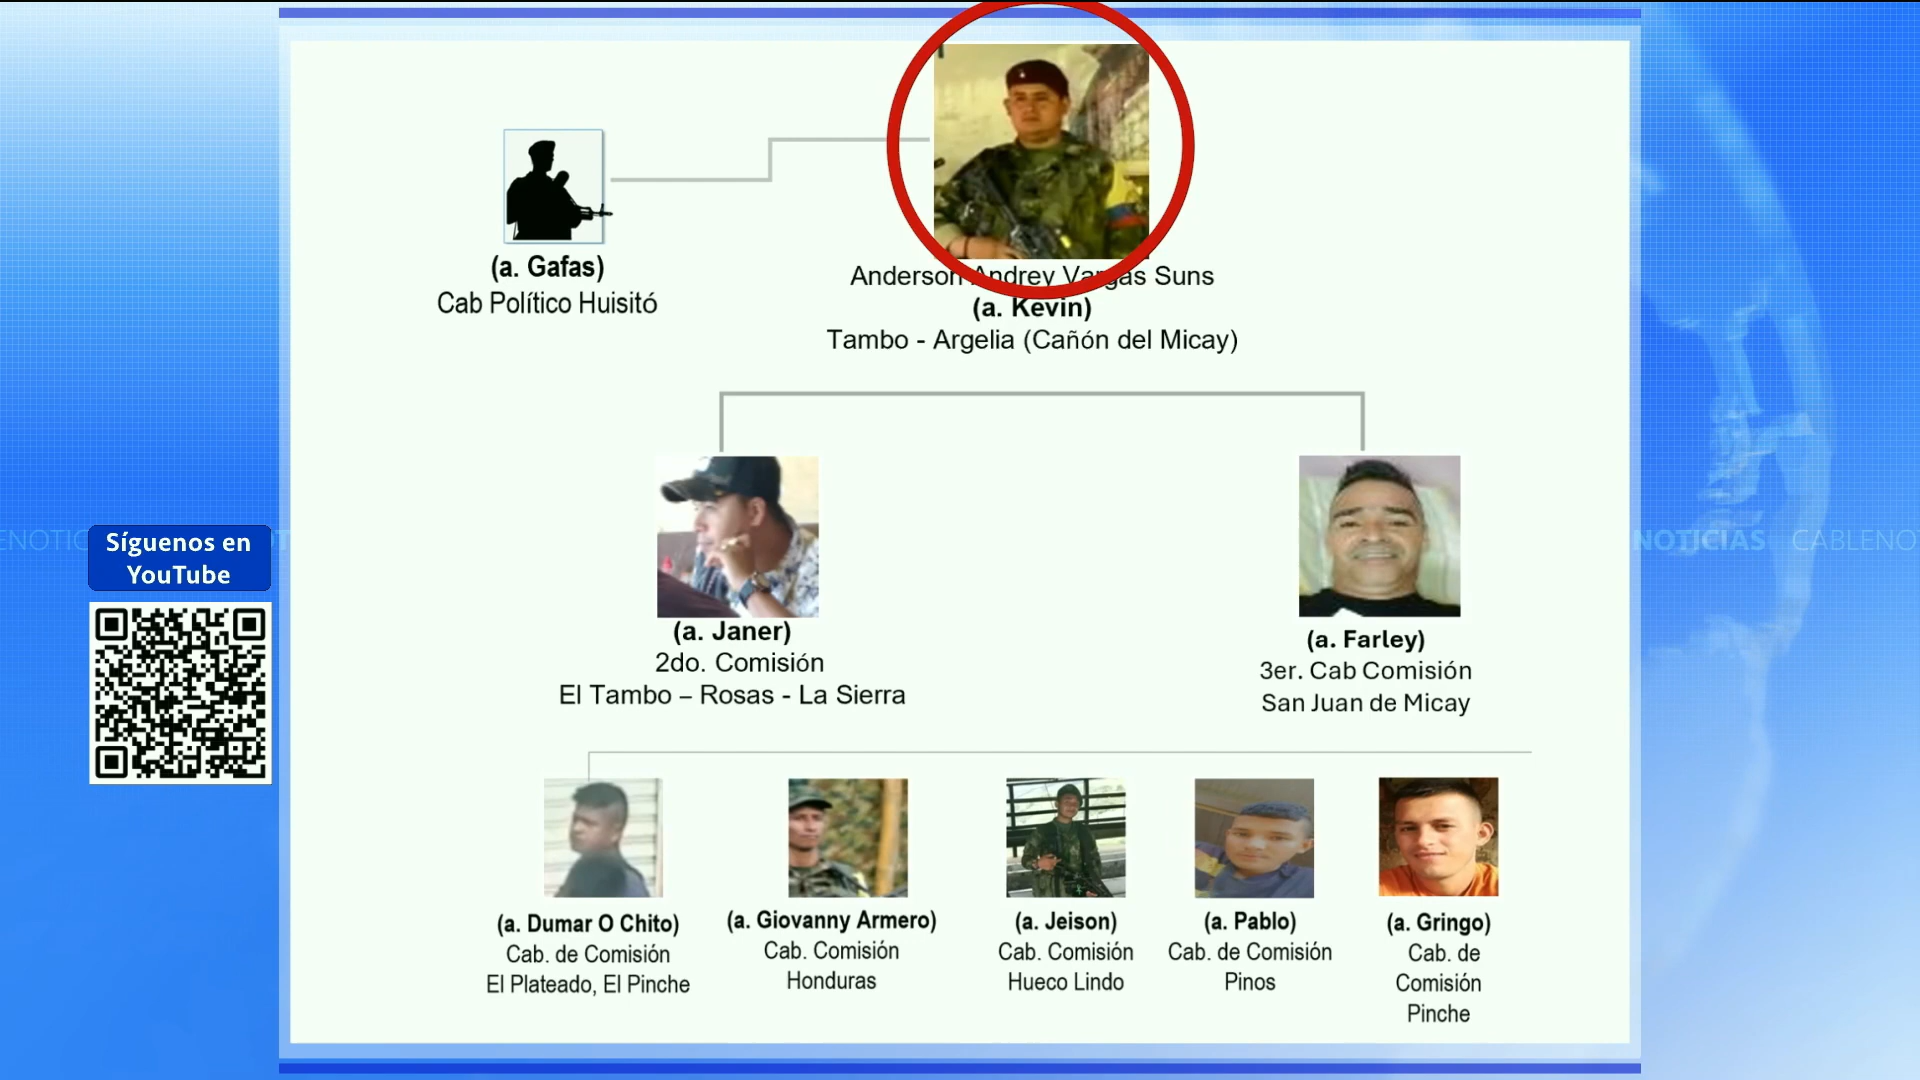 Anderson Andrey Vargas Suns
(a. Kevin)
Tambo - Argelia (Cañón del Micay)
(a. Gafas)
Cab Político Huisitó
(a. Janer)
2do. Comisión
El Tambo – Rosas - La Sierra
(a. Farley)
3er. Cab Comisión
San Juan de Micay
(a. Dumar O Chito)
Cab. de Comisión
El Plateado, El Pinche
(a. Giovanny Armero)
Cab. Comisión
Honduras
(a. Jeison)
Cab. Comisión
Hueco Lindo
(a. Pablo)
Cab. de Comisión
Pinos
(a. Gringo)
Cab. de
Comisión
Pinche
Síguenos en
YouTube
ENOTIC
NOTICIAS CABLENO